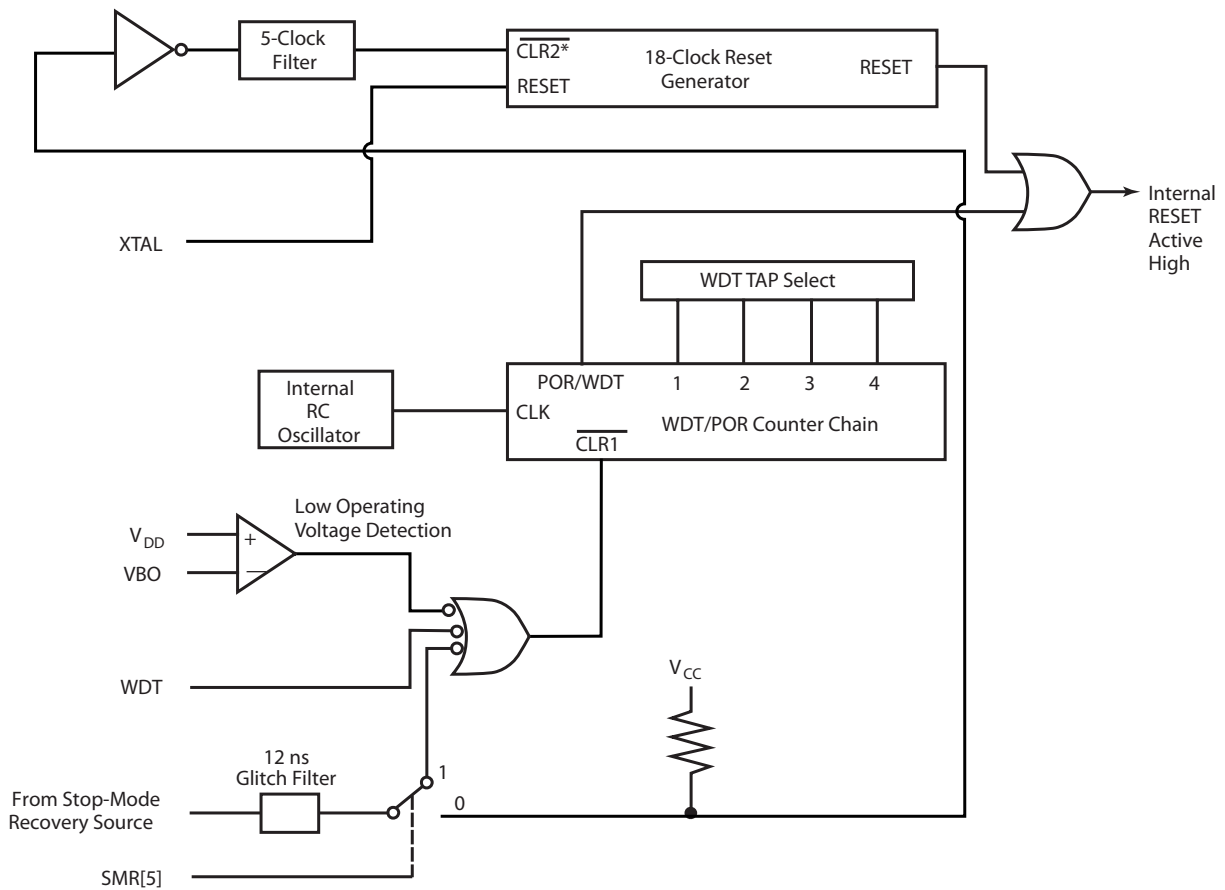 5-Clock
Filter
CLR2*
RESET
18-Clock Reset
Generator
RESET
XTAL
Internal
RESET
Active
High
WDT TAP Select
POR/WDT
1
2
3
4
Internal
RC
Oscillator
CLK
WDT/POR Counter Chain
CLR1
Low Operating
Voltage Detection
VDD
+
VBO
—
WDT
VCC
12 ns
Glitch Filter
1
0
From Stop-Mode
Recovery Source
SMR[5]